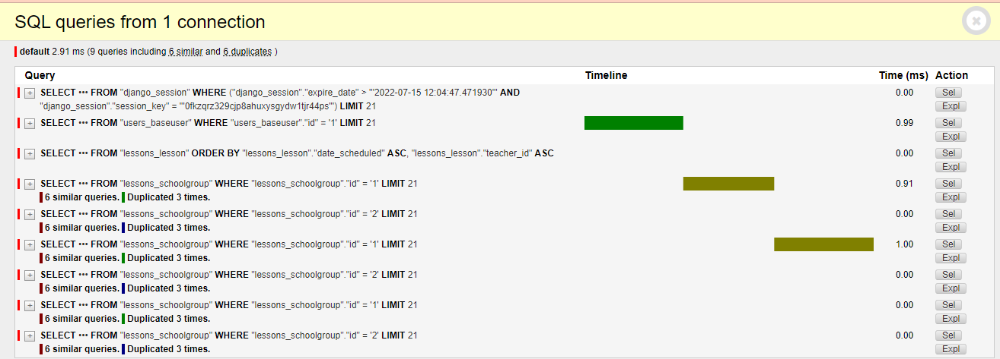 SQL queries from 1 connection
default 2.91 ms (9 queries including 6 similar and 6 duplicates )
Query Timeline Time (ms) Action
+ SELECT ••• FROM "django_session" WHERE ("django_session"."expire_date" > '"2022-07-15 12:04:47.471930"' AND 0.00 Sel
"django_session"."session_key" = '"0fkzqrz329cjp8ahuxysgydw1tjr44ps"') LIMIT 21 Expl
+ SELECT ••• FROM "users_baseuser" WHERE "users_baseuser"."id" = '1' LIMIT 21 0.99 Sel
Expl
+ SELECT ••• FROM "lessons_lesson" ORDER BY "lessons_lesson"."date_scheduled" ASC, "lessons_lesson"."teacher_id" ASC 0.00 Sel
Expl
+ SELECT ••• FROM "lessons_schoolgroup" WHERE "lessons_schoolgroup"."id" = '1' LIMIT 21 0.91 Sel
6 similar queries. Duplicated 3 times. Expl
+ SELECT ••• FROM "lessons_schoolgroup" WHERE "lessons_schoolgroup"."id" = '2' LIMIT 21 0.00 Sel
6 similar queries. Duplicated 3 times. Expl
+ SELECT ••• FROM "lessons_schoolgroup" WHERE "lessons_schoolgroup"."id" = '1' LIMIT 21 1.00 Sel
6 similar queries. Duplicated 3 times. Expl
+ SELECT ••• FROM "lessons_schoolgroup" WHERE "lessons_schoolgroup"."id" = '2' LIMIT 21 0.00 Sel
6 similar queries. Duplicated 3 times. Expl
+ SELECT ••• FROM "lessons_schoolgroup" WHERE "lessons_schoolgroup"."id" = '1' LIMIT 21 0.00 Sel
6 similar queries. Duplicated 3 times. Expl
+ SELECT ••• FROM "lessons_schoolgroup" WHERE "lessons_schoolgroup"."id" = '2' LIMIT 21 0.00 Sel
6 similar queries. Duplicated 3 times. Expl